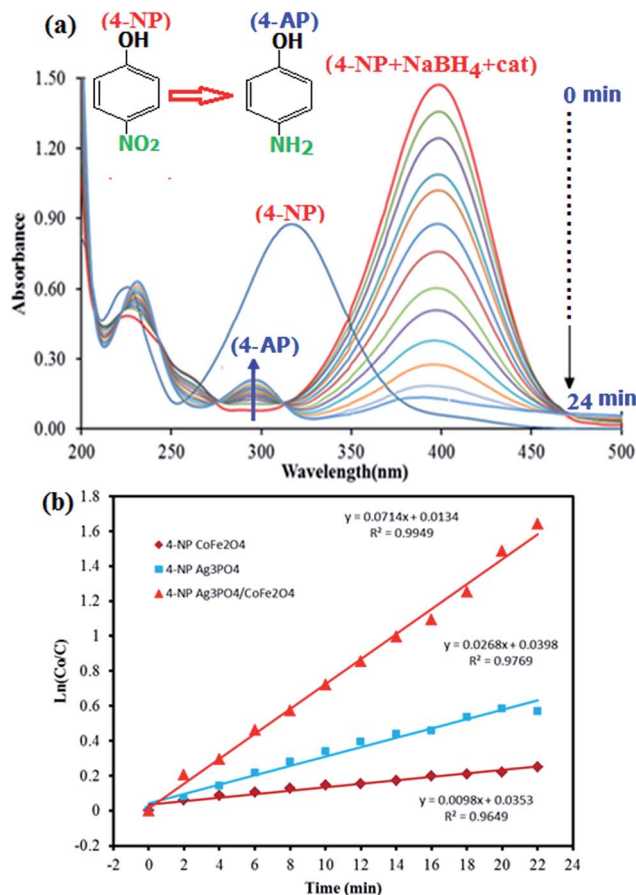 (a)
(4-NP)
OH
NO2
(4-AP)
OH
NH2
(4-NP+NaBH4+cat)
0 min
24 min
(4-NP)
(4-AP)
Absorbance
1.50
1.20
0.90
0.60
0.30
0.00
200 250 300 350 400 450 500
Wavelength(nm)
(b)
Ln(Co/C)
1.8
1.6
1.4
1.2
1
0.8
0.6
0.4
0.2
0
-0.2
4-NP CoFe2O4
4-NP Ag3PO4
4-NP Ag3PO4/CoFe2O4
y = 0.0714x + 0.0134
R² = 0.9949
y = 0.0268x + 0.0398
R² = 0.9769
y = 0.0098x + 0.0353
R² = 0.9649
-2 0 2 4 6 8 10 12 14 16 18 20 22 24
Time (min)